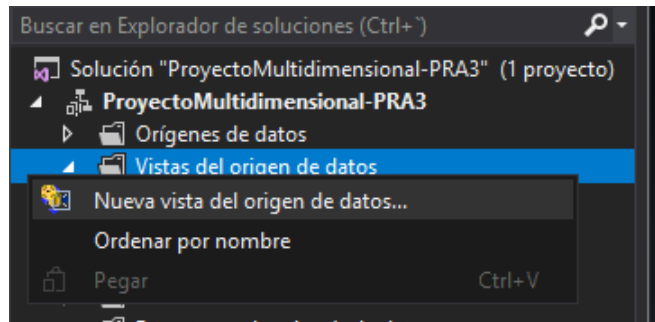 Buscar en Explorador de soluciones (Ctrl+`)
Solución "ProyectoMultidimensional-PRA3" (1 proyecto)
ProyectoMultidimensional-PRA3
Orígenes de datos
Vistas del origen de datos
Nueva vista del origen de datos...
Ordenar por nombre
Pegar Ctrl+V